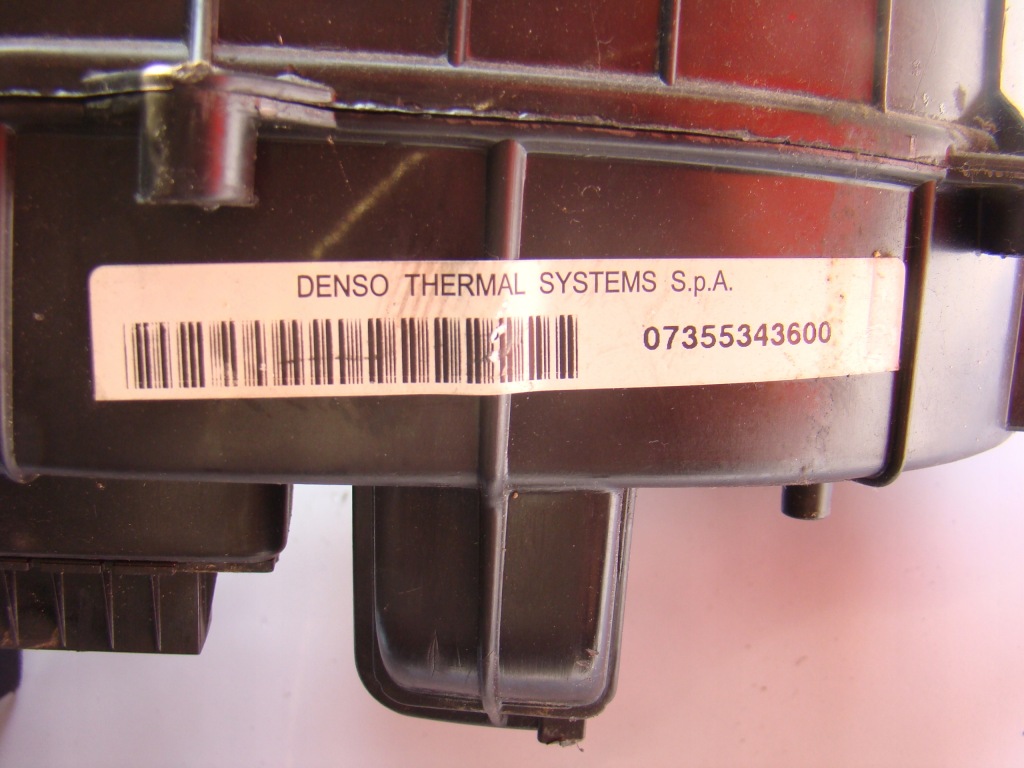 DENSO THERMAL SYSTEMS S.p.A.
07355343600